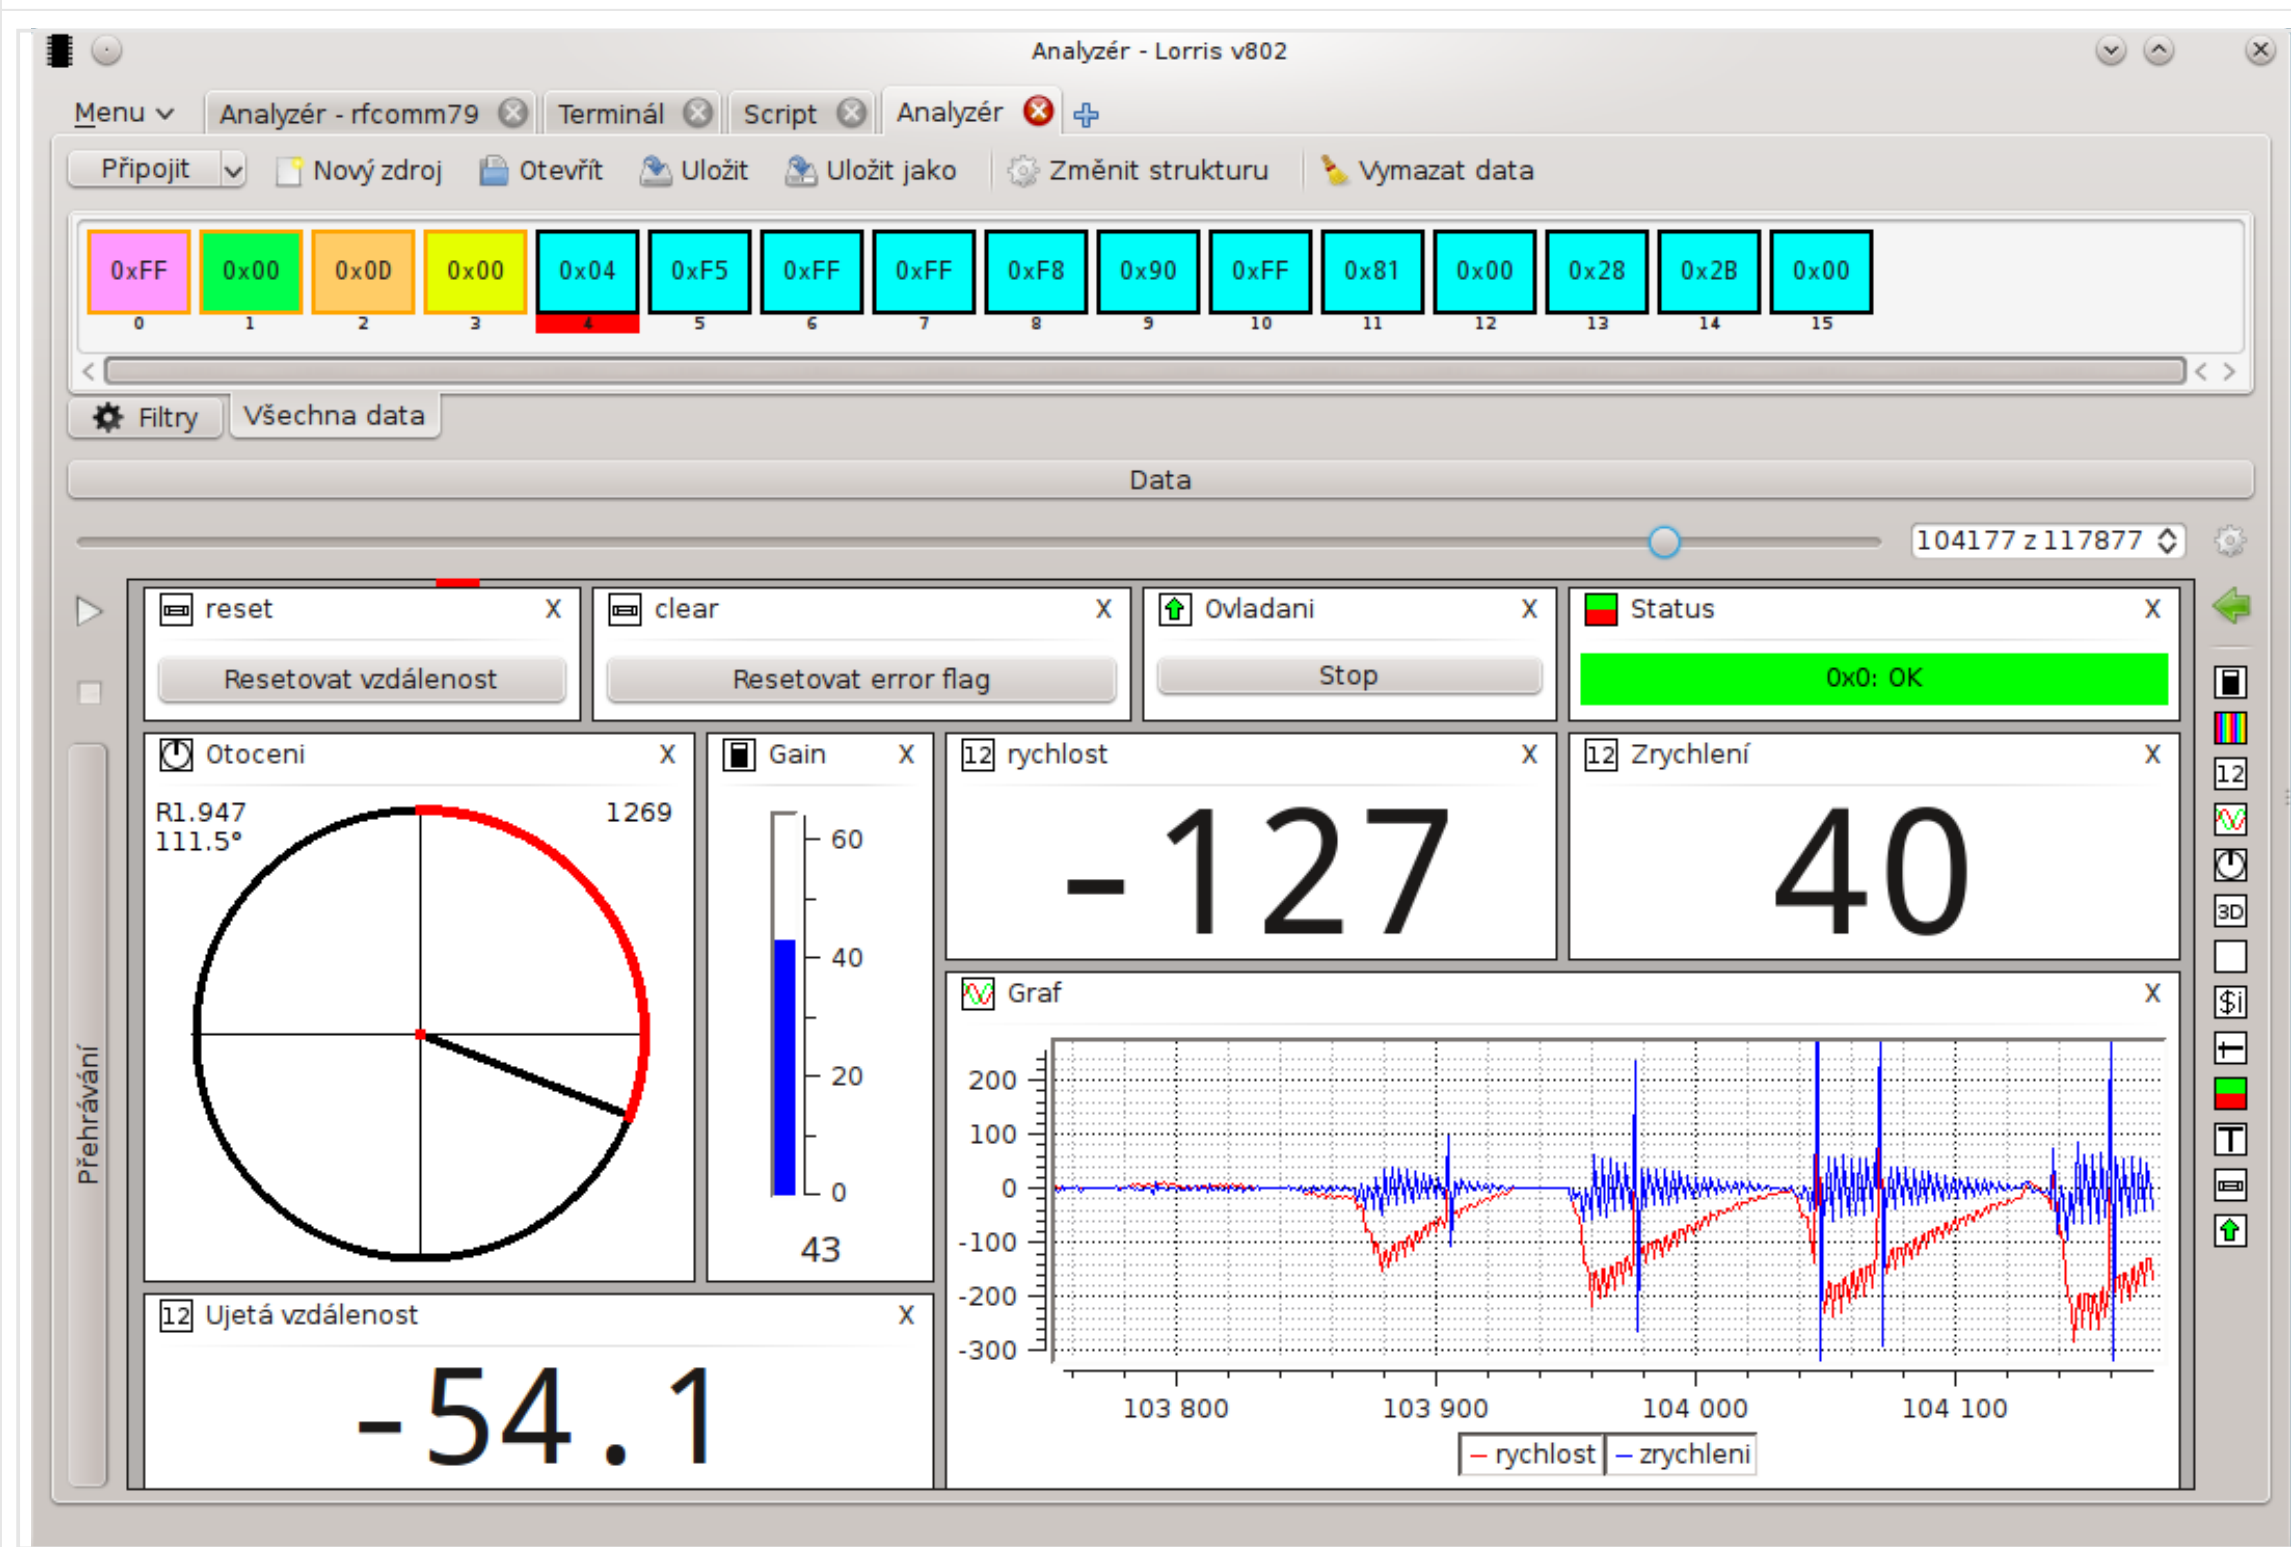 Analyzér - Lorris v802
Menu Analyzér - rfcomm79 Terminál Script Analyzér
Připojit Nový zdroj Otevřít Uložit Uložit jako Změnit strukturu Vymazat data
0xFF 0x00 0x0D 0x00 0x04 0xF5 0xFF 0xFF 0xF8 0x90 0xFF 0x81 0x00 0x28 0x2B 0x00
0 1 2 3 4 5 6 7 8 9 10 11 12 13 14 15
Filtry Všechna data
Data
104177 z 117877
reset X
Resetovat vzdálenost
clear X
Resetovat error flag
Ovladani X
Stop
Status X
0x0: OK
Přehrávání
Otoceni X
R1.947 1269
111.5°
Gain X
60
40
20
0
43
12 rychlost X
-127
12 Zrychlení X
40
12 Ujetá vzdálenost X
-54.1
Graf X
200
100
0
-100
-200
-300
103 800 103 900 104 000 104 100
rychlost zrychleni
12
3D
$i
T